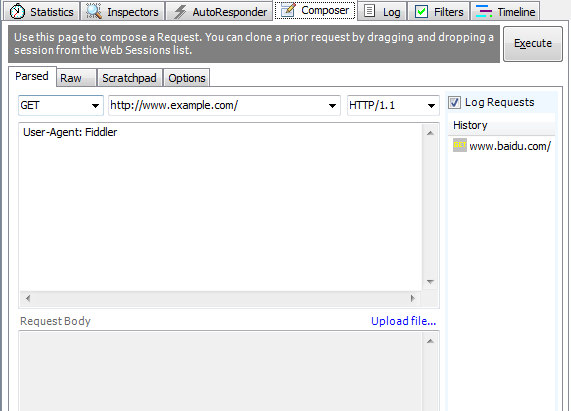 Statistics Inspectors AutoResponder Composer Log Filters Timeline
Use this page to compose a Request. You can clone a prior request by dragging and dropping a
session from the Web Sessions list.
Execute
Parsed Raw Scratchpad Options
GET http://www.example.com/ HTTP/1.1
Log Requests
User-Agent: Fiddler
History
GET www.baidu.com/
Request Body Upload file...